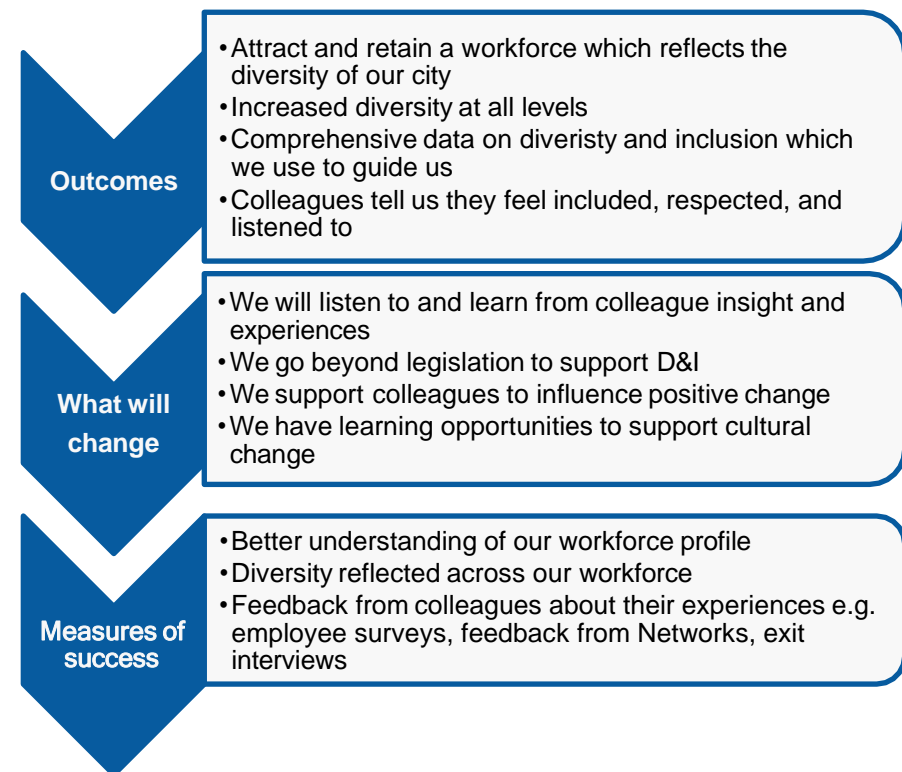 Outcomes
•Attract and retain a workforce which reflects the
diversity of our city
•Increased diversity at all levels
•Comprehensive data on diveristy and inclusion which
we use to guide us
•Colleagues tell us they feel included, respected, and
listened to
What will
change
•We will listen to and learn from colleague insight and
experiences
•We go beyond legislation to support D&I
•We support colleagues to influence positive change
•We have learning opportunities to support cultural
change
Measures of
success
•Better understanding of our workforce profile
•Diversity reflected across our workforce
•Feedback from colleagues about their experiences e.g.
employee surveys, feedback from Networks, exit
interviews